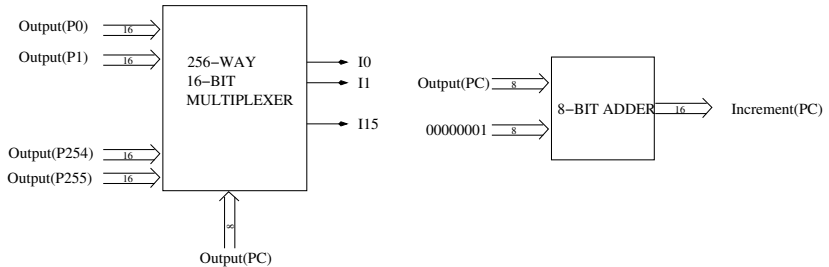 Output(P0)
16
Output(P1)
16
256-WAY
16-BIT
MULTIPLEXER
I0
I1
I15
Output(P254)
16
Output(P255)
16
8
Output(PC)
Output(PC)
8
00000001
8
8-BIT ADDER
16
Increment(PC)